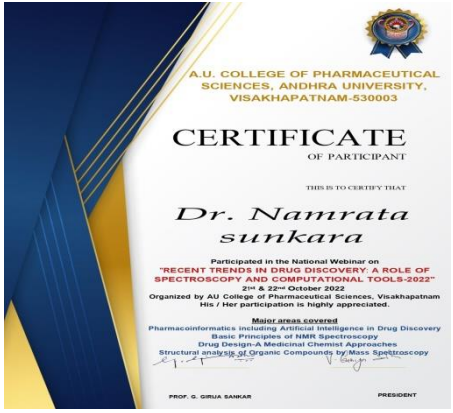 A.U. COLLEGE OF PHARMACEUTICAL
SCIENCES, ANDHRA UNIVERSITY,
VISAKHAPATNAM-530003
CERTIFICATE
OF PARTICIPANT
THIS IS TO CERTIFY THAT
Dr. Namrata
sunkara
Participated in the National Webinar on
"RECENT TRENDS IN DRUG DISCOVERY: A ROLE OF
SPECTROSCOPY AND COMPUTATIONAL TOOLS-2022"
21st & 22nd October 2022
Organized by AU College of Pharmaceutical Sciences, Visakhapatnam
His / Her participation is highly appreciated.
Major areas covered
Pharmacoinformatics including Artificial Intelligence in Drug Discovery
Basic Principles of NMR Spectroscopy
Drug Design-A Medicinal Chemist Approaches
Structural analysis of Organic Compounds by Mass Spectroscopy
PROF. G. GIRIJA SANKAR
PRESIDENT